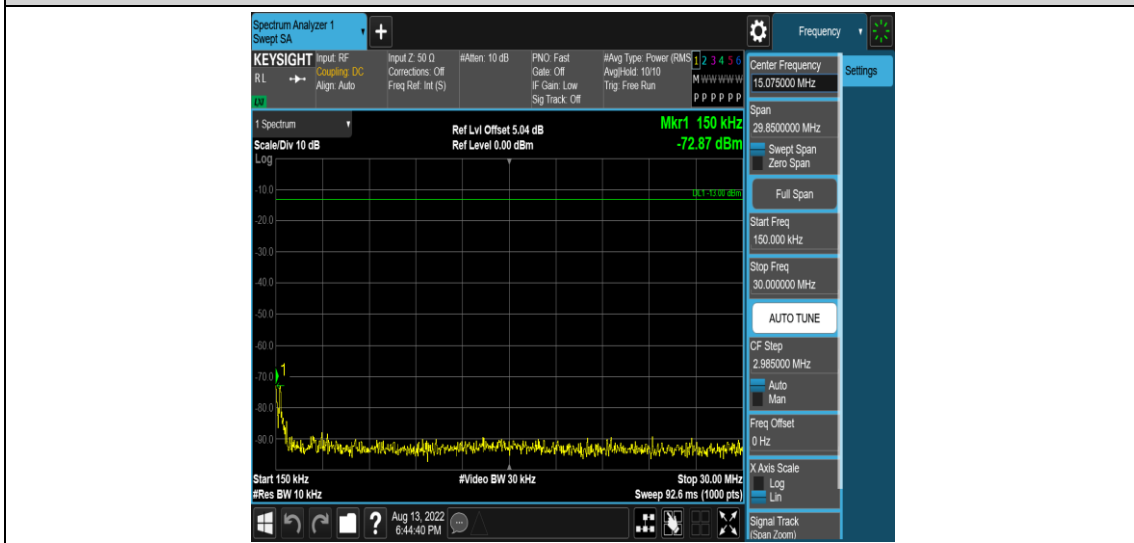 Spectrum Analyzer 1
Swept SA
+
Frequency
KEYSIGHT
RL
Input: RF
Coupling: DC
Align: Auto
Input Z: 50 Ω
Corrections: Off
Freq Ref: Int (S)
#Atten: 10 dB
PNO: Fast
Gate: Off
IF Gain: Low
Sig Track: Off
#Avg Type: Power (RMS
Avg|Hold: 10/10
Trig: Free Run
1 2 3 4 5 6
M W W W W W
P P P P P P
1 Spectrum
Scale/Div 10 dB
Log
Ref Lvl Offset 5.04 dB
Ref Level 0.00 dBm
Mkr1 150 kHz
-72.87 dBm
DL1 -13.00 dBm
-10.0
-20.0
-30.0
-40.0
-50.0
-60.0
-70.0
-80.0
-90.0
1
Start 150 kHz
#Res BW 10 kHz
#Video BW 30 kHz
Stop 30.00 MHz
Sweep 92.6 ms (1000 pts)
Center Frequency
15.075000 MHz
Settings
Span
29.8500000 MHz
Swept Span
Zero Span
Full Span
Start Freq
150.000 kHz
Stop Freq
30.000000 MHz
AUTO TUNE
CF Step
2.985000 MHz
Auto
Man
Freq Offset
0 Hz
X Axis Scale
Log
Lin
Signal Track
(Span Zoom)
?
Aug 13, 2022
6:44:40 PM